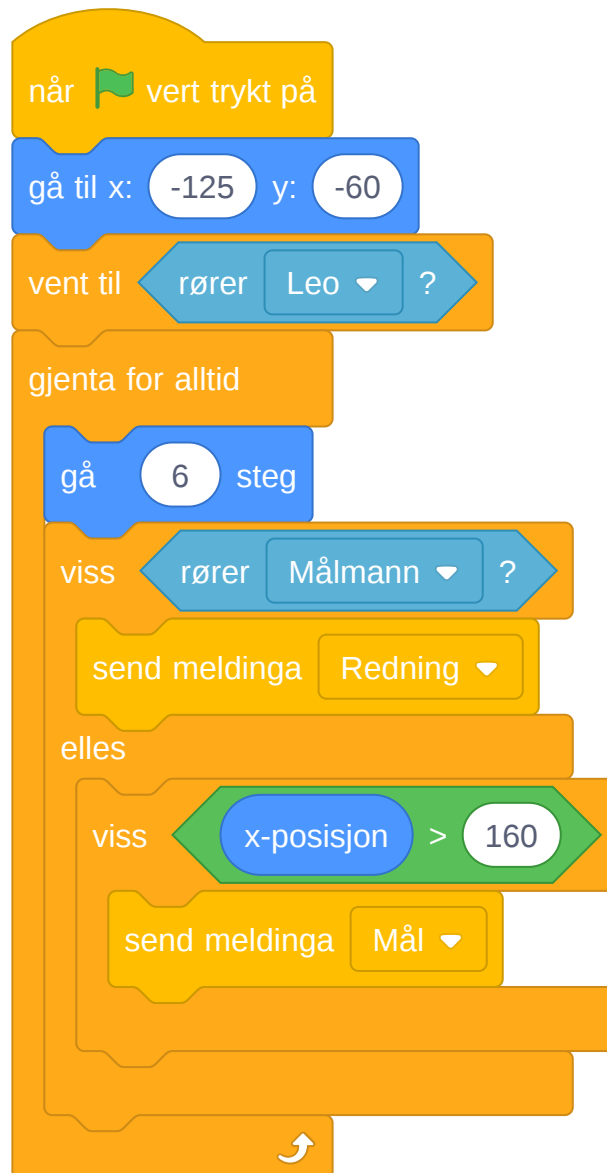 når vert trykt på
gå til x: -125 y: -60
vent til rører Leo ?
gjenta for alltid
gå 6 steg
viss rører Målmann ?
send meldinga Redning
elles
viss x-posisjon > 160
send meldinga Mål